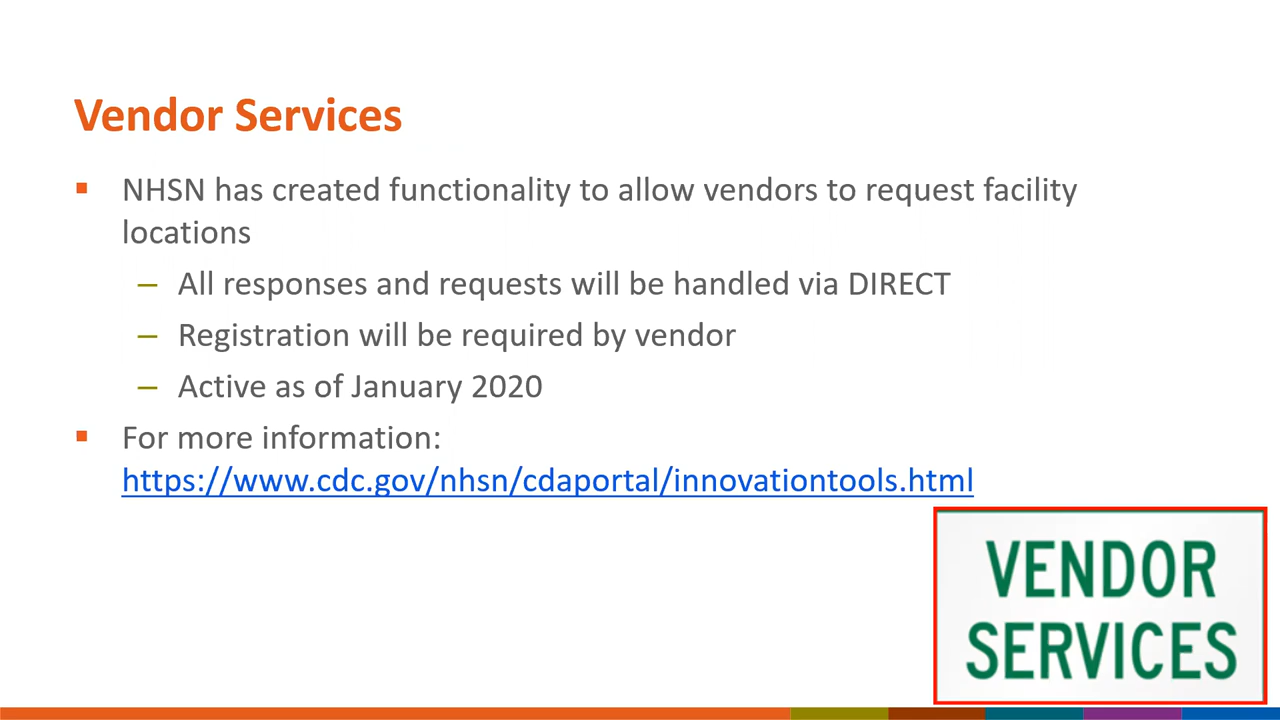 Vendor Services
▪ NHSN has created functionality to allow vendors to request facility
locations
– All responses and requests will be handled via DIRECT
– Registration will be required by vendor
– Active as of January 2020
▪ For more information:
https://www.cdc.gov/nhsn/cdaportal/innovationtools.html
VENDOR
SERVICES